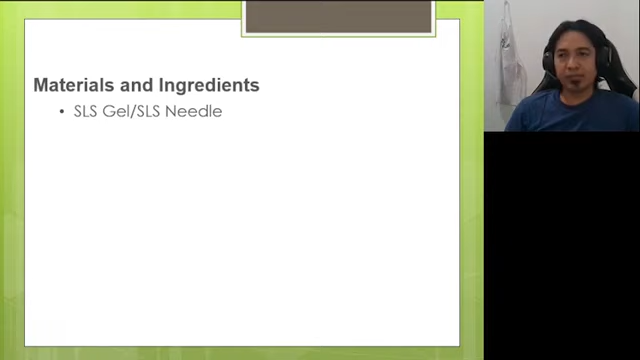 Materials and Ingredients
• SLS Gel/SLS Needle